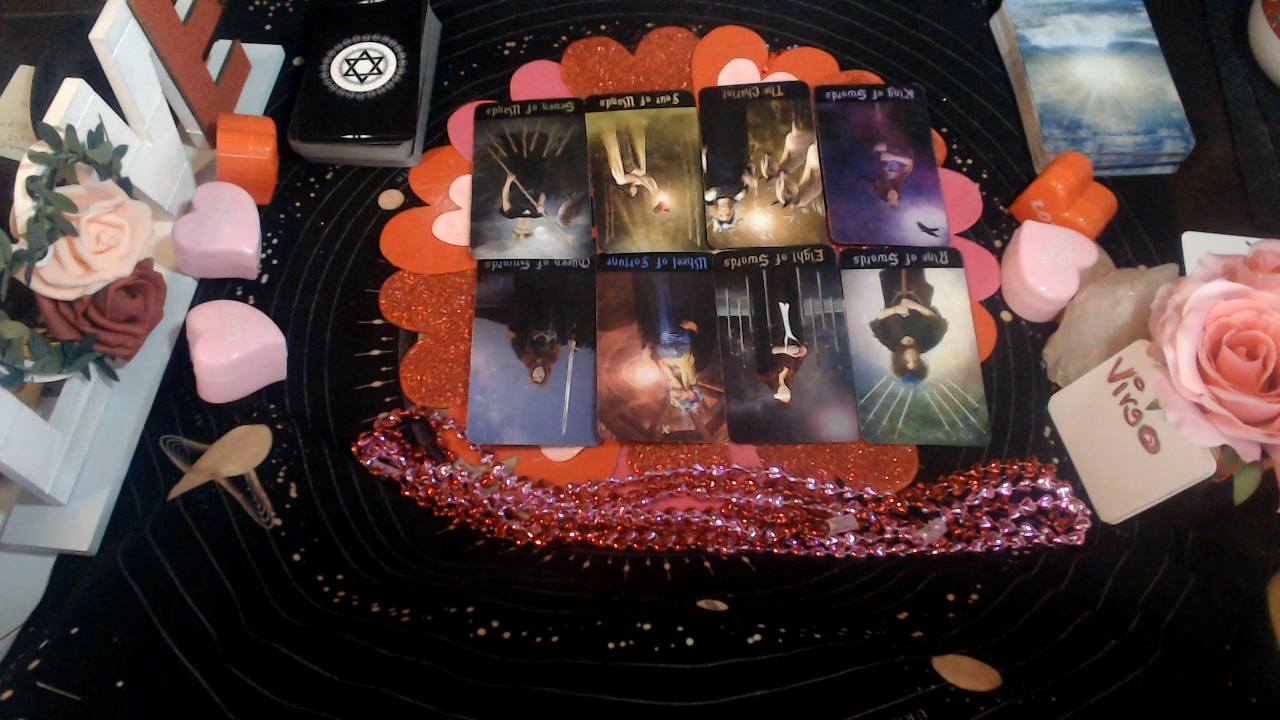 Seven of Wands
Four of Wands
The Chariot
VII
King of Swords
Queen of Swords
Wheel of Fortune
X
Eight of Swords
Nine of Swords
Virgo